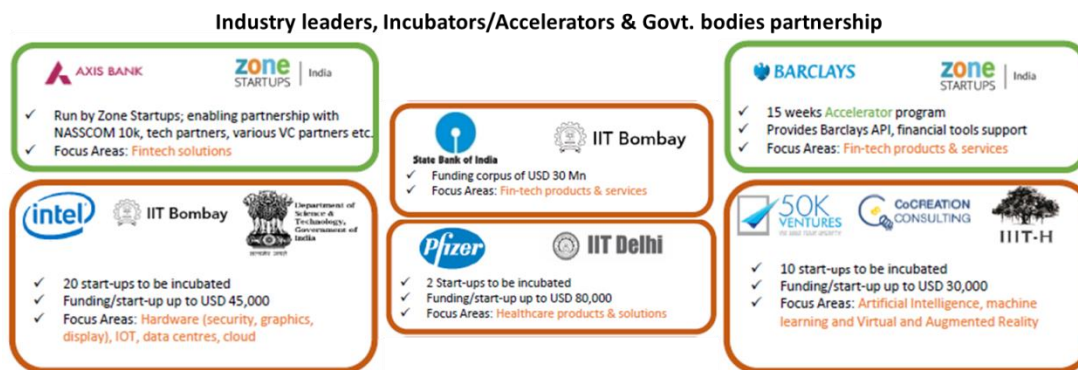 Industry leaders, Incubators/Accelerators & Govt. bodies partnership
AXIS BANK
zone
STARTUPS
India
✓ Run by Zone Startups; enabling partnership with
NASSCOM 10k, tech partners, various VC partners etc.
✓ Focus Areas: Fintech solutions
State Bank of India
IIT Bombay
✓ Funding corpus of USD 30 Mn
✓ Focus Areas: Fin-tech products & services
BARCLAYS
zone
STARTUPS
India
✓ 15 weeks Accelerator program
✓ Provides Barclays API, financial tools support
✓ Focus Areas: Fin-tech products & services
intel
IIT Bombay
Department of
Science &
Technology,
Government of
India
✓ 20 start-ups to be incubated
✓ Funding/start-up up to USD 45,000
✓ Focus Areas: Hardware (security, graphics,
display), IOT, data centres, cloud
Pfizer
IIT Delhi
✓ 2 Start-ups to be incubated
✓ Funding/start-up up to USD 80,000
✓ Focus Areas: Healthcare products & solutions
50K
VENTURES
CoCREATION
CONSULTING
IIIT-H
✓ 10 start-ups to be incubated
✓ Funding/start-up up to USD 30,000
✓ Focus Areas: Artificial Intelligence, machine
learning and Virtual and Augmented Reality